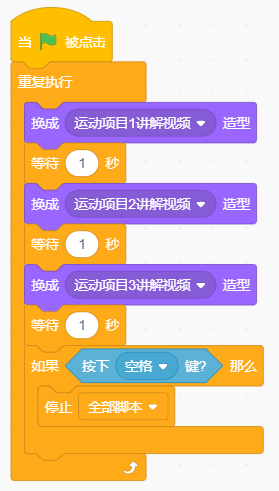 当 被点击
重复执行
换成 运动项目1讲解视频 造型
等待 1 秒
换成 运动项目2讲解视频 造型
等待 1 秒
换成 运动项目3讲解视频 造型
等待 1 秒
如果 按下 空格 键? 那么
停止 全部脚本